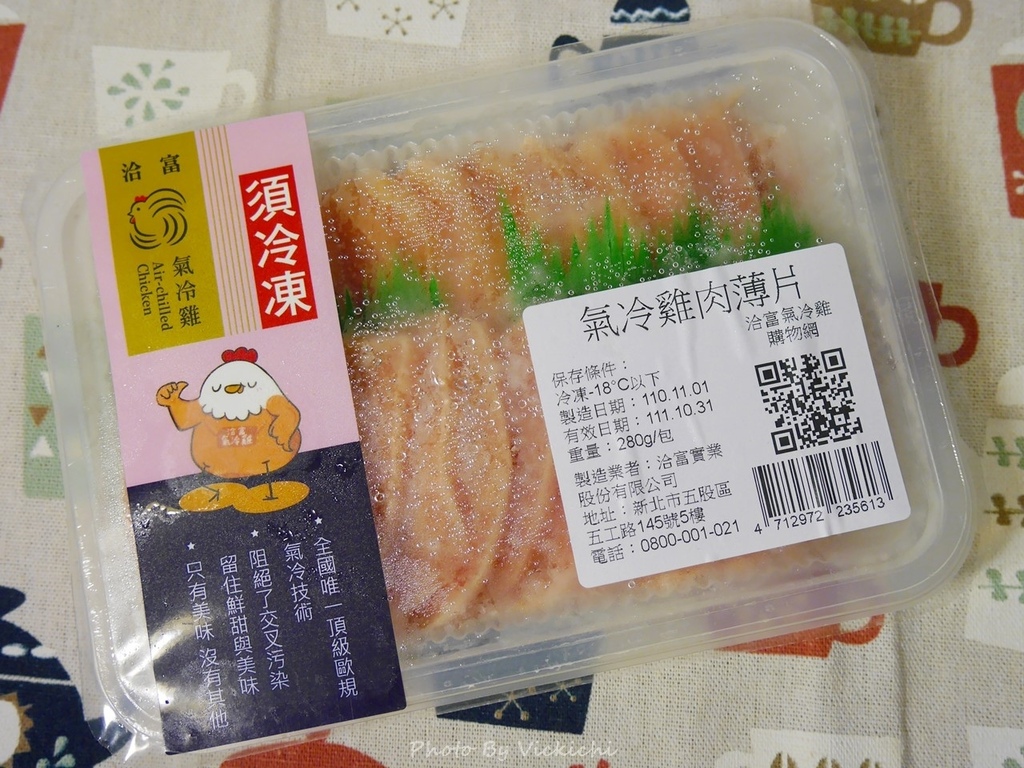 洽富
氣冷雞
Air-chilled
Chicken
須冷凍
洽富
氣冷雞
★ 全國唯一 頂級歐規
氣冷技術
★ 阻絕了交叉污染
留住鮮甜與美味
★ 只有美味 沒有其他
氣冷雞肉薄片
洽富氣冷雞
購物網
保存條件：
冷凍-18°C以下
製造日期：110.11.01
有效日期：111.10.31
重量：280g/包
製造業者：洽富實業
股份有限公司
地址：新北市五股區
五工路145號5樓
電話：0800-001-021
4 712972 235613
Photo By Vickichi